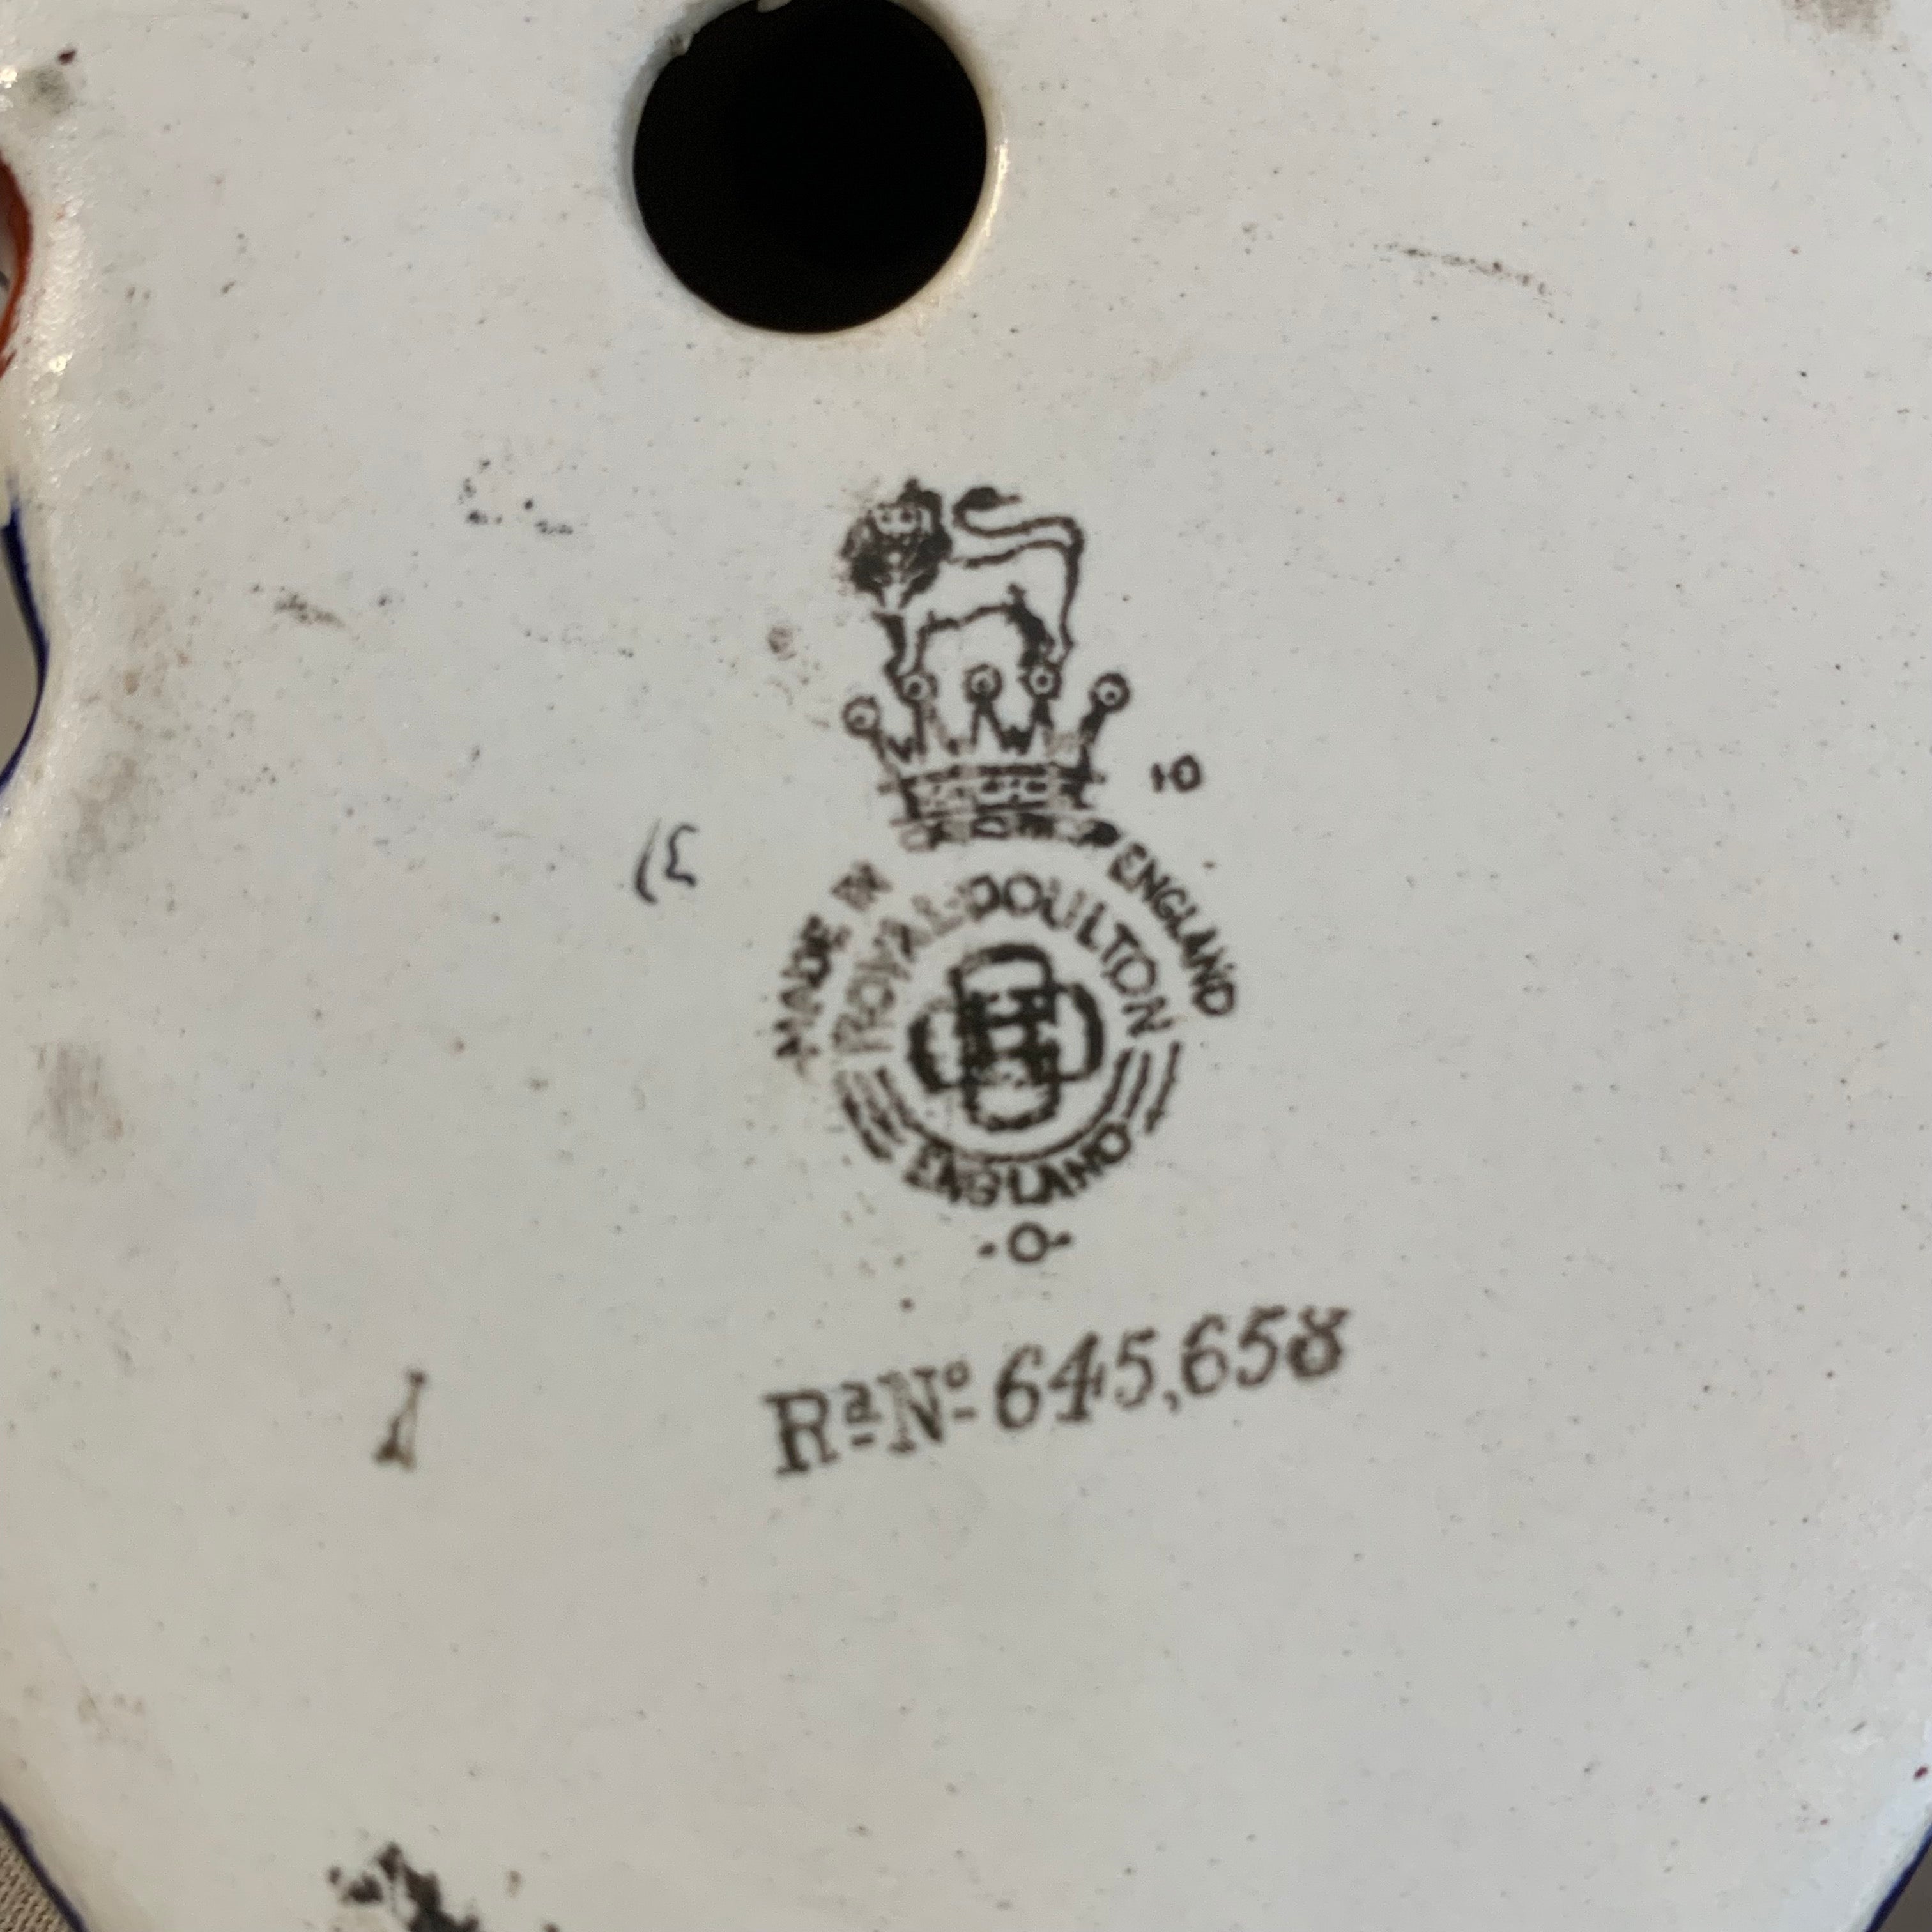 10
MADE IN ENGLAND
ROYAL DOULTON
ENGLAND
·O·
Rd No. 645,658